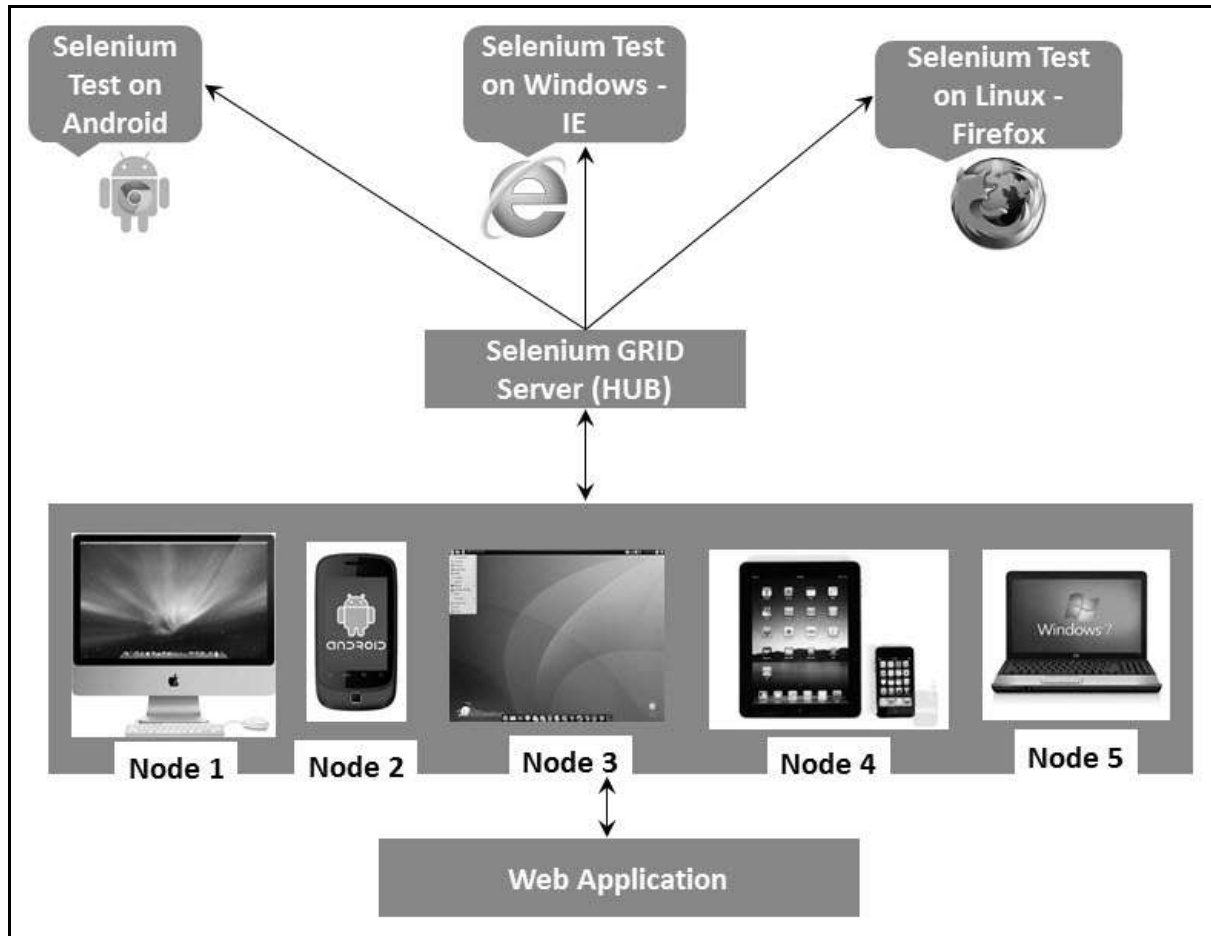 Selenium
Test on
Android
Selenium Test
on Windows -
IE
Selenium Test
on Linux -
Firefox
Selenium GRID
Server (HUB)
ANDROID
Windows 7
Node 1
Node 2
Node 3
Node 4
Node 5
Web Application